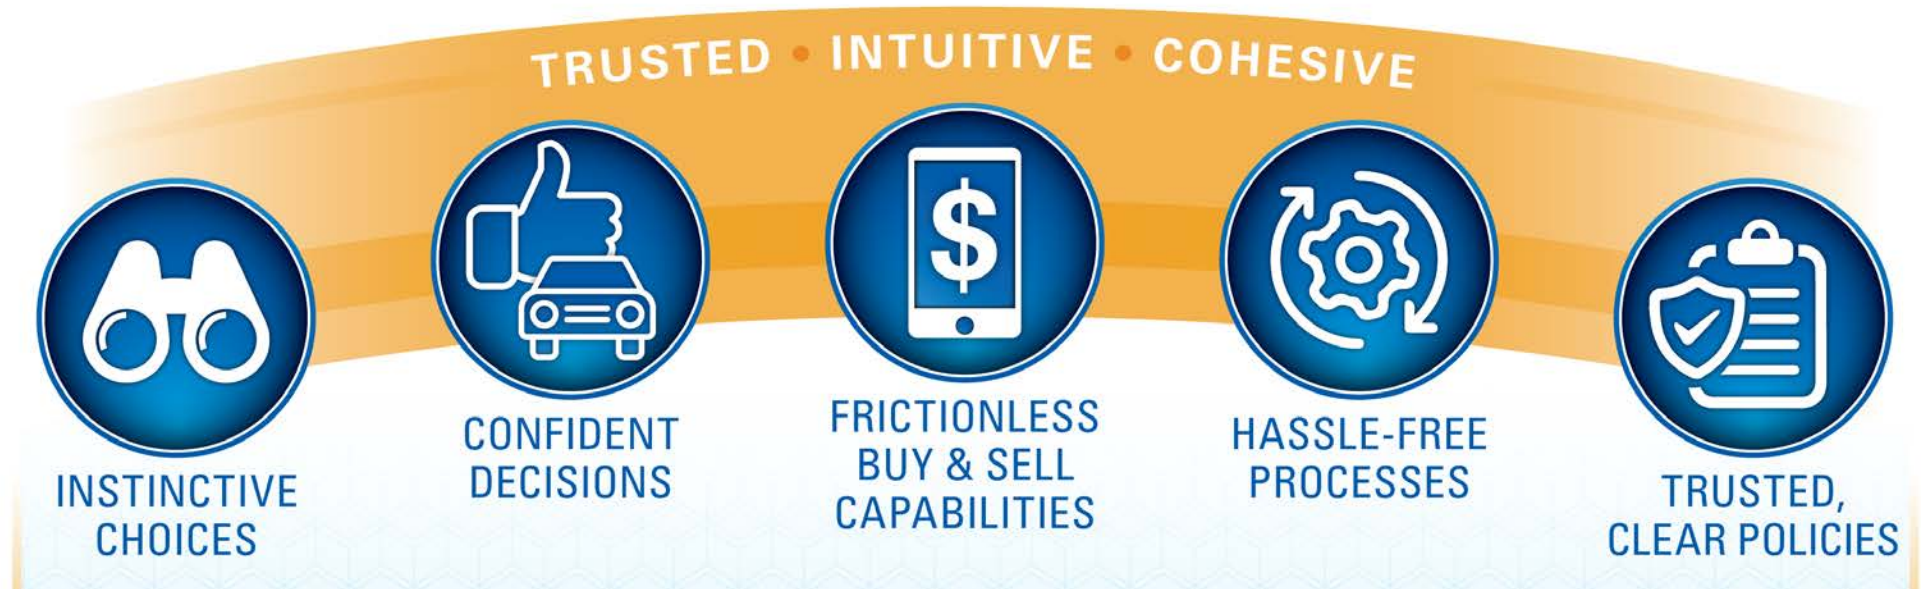 TRUSTED • INTUITIVE • COHESIVE
INSTINCTIVE
CHOICES
CONFIDENT
DECISIONS
$
FRICTIONLESS
BUY & SELL
CAPABILITIES
HASSLE-FREE
PROCESSES
TRUSTED,
CLEAR POLICIES